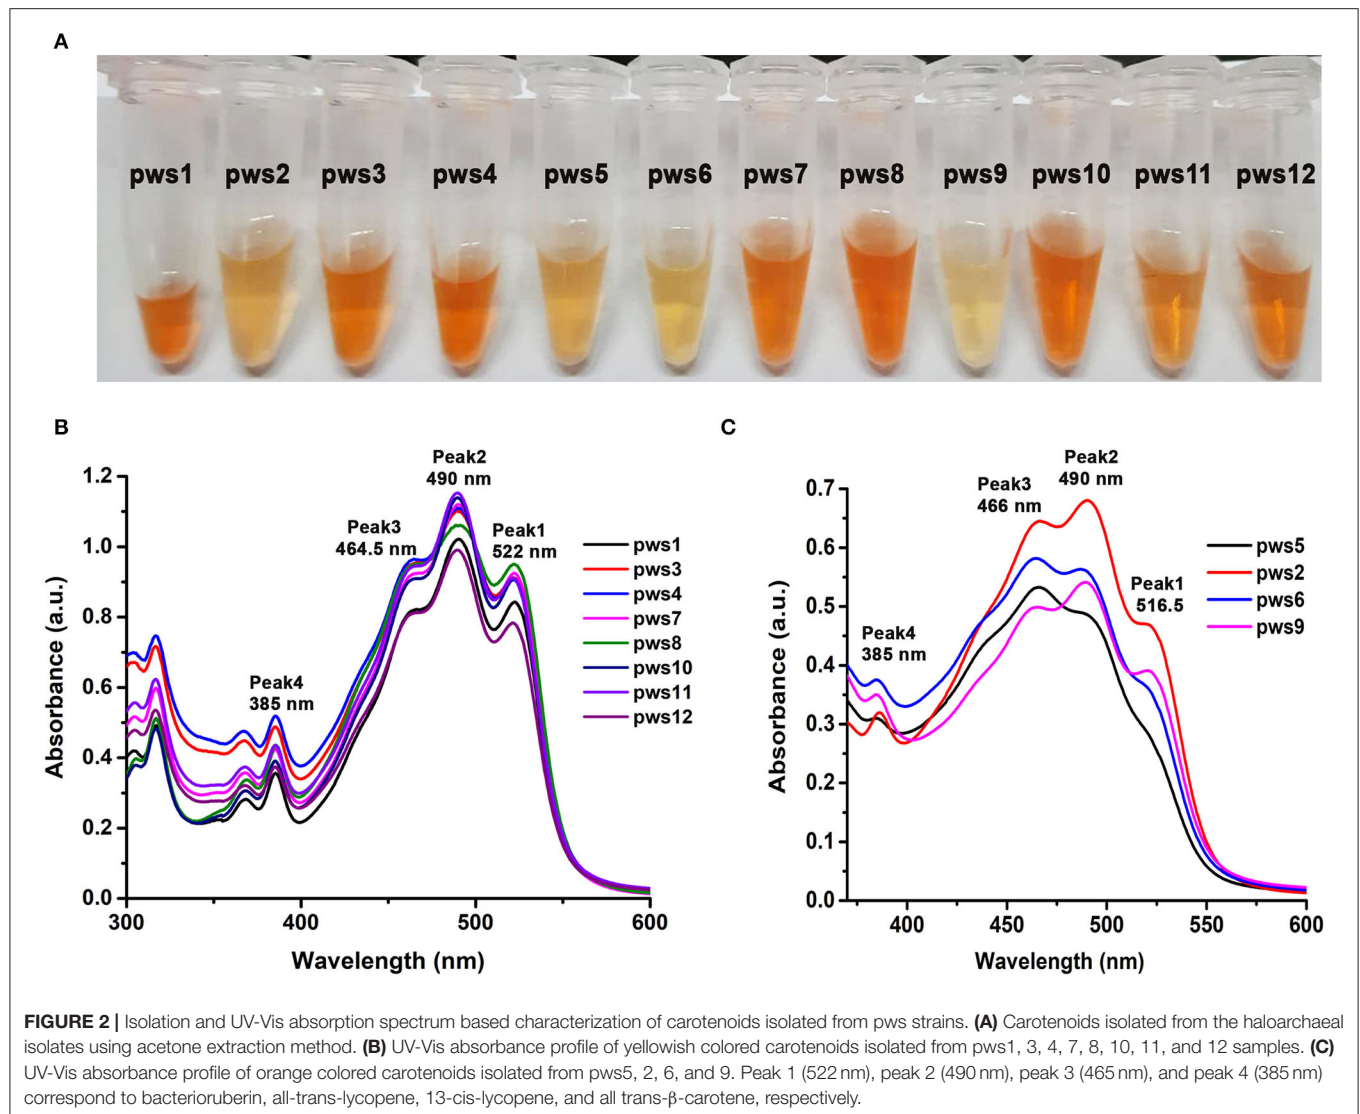 A
pws1 pws2 pws3 pws4 pws5 pws6 pws7 pws8 pws9 pws10 pws11 pws12
B
Peak2
490 nm
Peak3
464.5 nm
Peak1
522 nm
Peak4
385 nm
pws1
pws3
pws4
pws7
pws8
pws10
pws11
pws12
1.2
1.0
0.8
0.6
0.4
0.2
0.0
Absorbance (a.u.)
300 400 500 600
Wavelength (nm)
C
Peak2
490 nm
Peak3
466 nm
Peak1
516.5
Peak4
385 nm
pws5
pws2
pws6
pws9
0.7
0.6
0.5
0.4
0.3
0.2
0.1
0.0
Absorbance (a.u.)
400 450 500 550 600
Wavelength (nm)
FIGURE 2 | Isolation and UV-Vis absorption spectrum based characterization of carotenoids isolated from pws strains. (A) Carotenoids isolated from the haloarchaeal
isolates using acetone extraction method. (B) UV-Vis absorbance profile of yellowish colored carotenoids isolated from pws1, 3, 4, 7, 8, 10, 11, and 12 samples. (C)
UV-Vis absorbance profile of orange colored carotenoids isolated from pws5, 2, 6, and 9. Peak 1 (522 nm), peak 2 (490 nm), peak 3 (465 nm), and peak 4 (385 nm)
correspond to bacterioruberin, all-trans-lycopene, 13-cis-lycopene, and all trans-β-carotene, respectively.